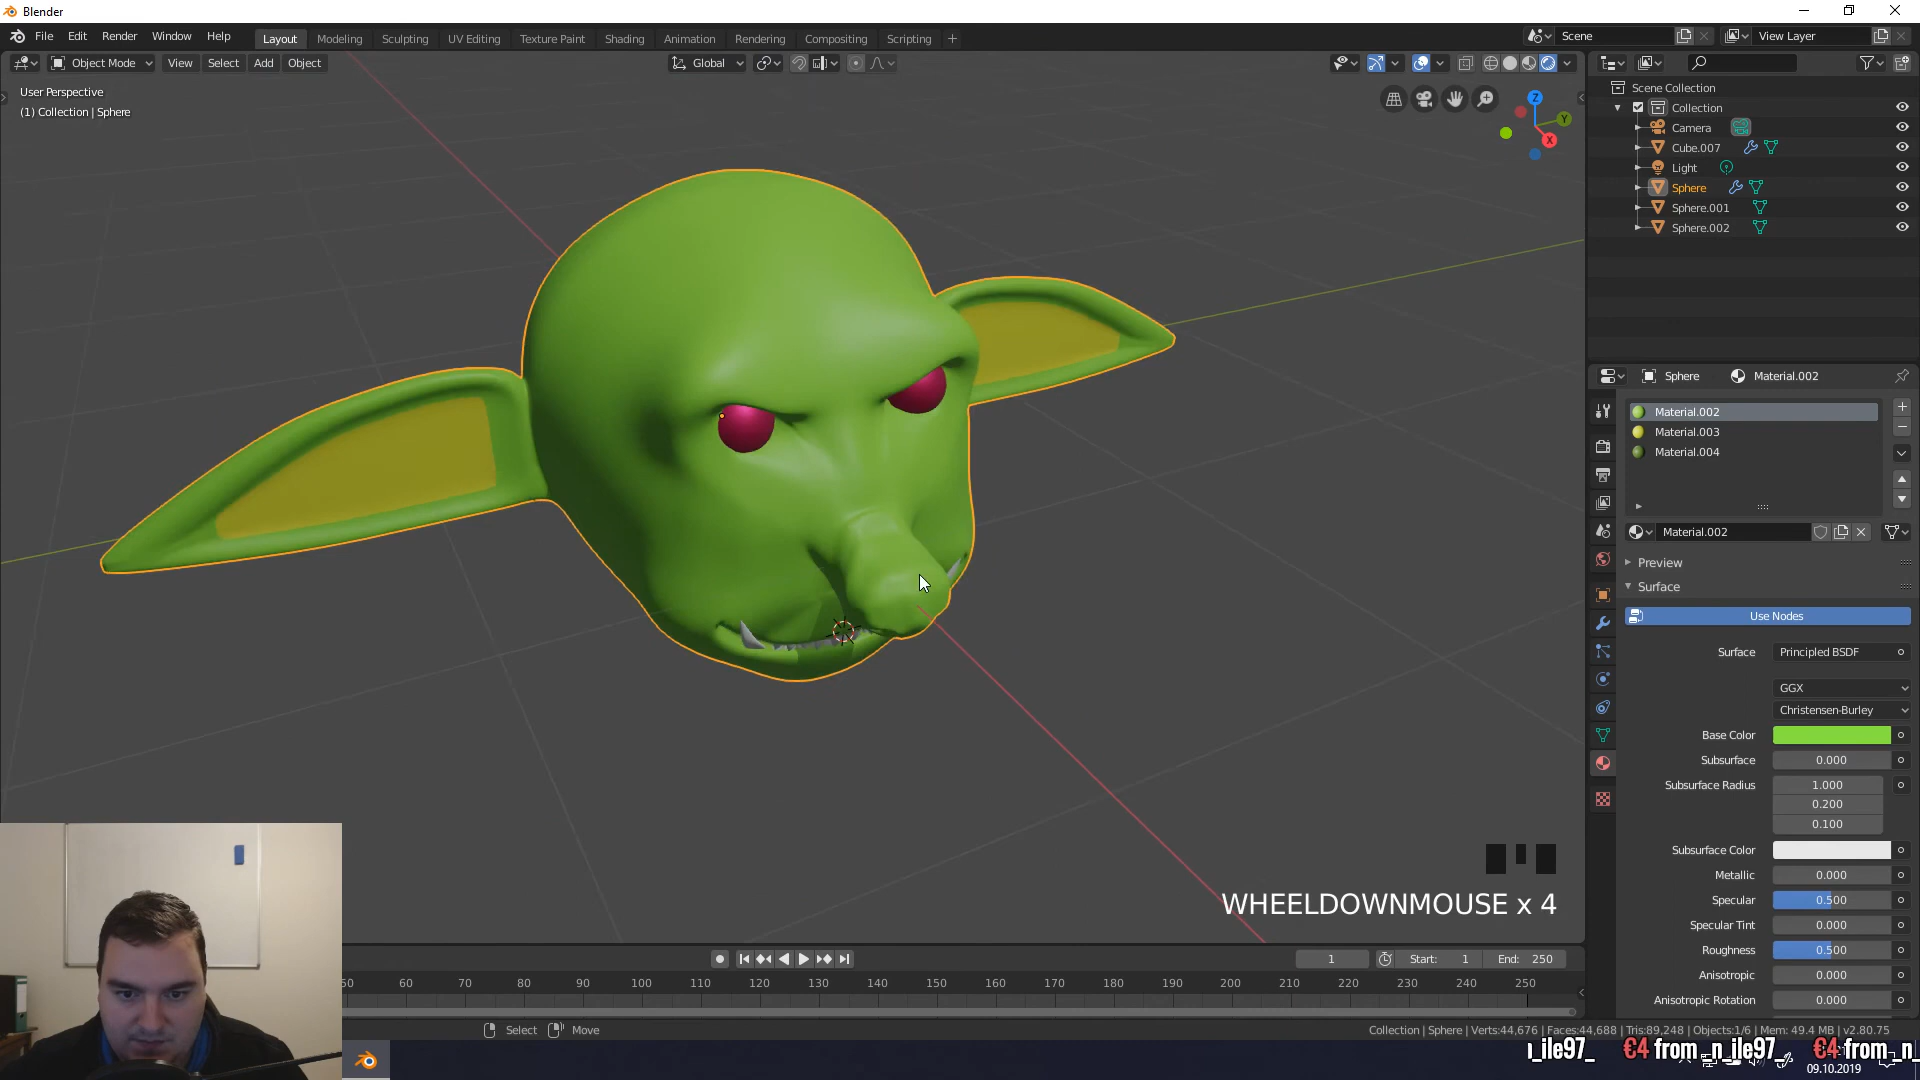 Blender
File Edit Render Window Help
Layout Modeling Sculpting UV Editing Texture Paint Shading Animation Rendering Compositing Scripting +
Scene
View Layer
Object Mode View Select Add Object
Global
User Perspective
(1) Collection | Sphere
Z
Y
X
Scene Collection
Collection
Camera
Cube.007
Light
Sphere
Sphere.001
Sphere.002
Sphere Material.002
Material.002
Material.003
Material.004
Material.002
Preview
Surface
Use Nodes
Surface Principled BSDF
GGX
Christensen-Burley
Base Color
Subsurface 0.000
Subsurface Radius 1.000
0.200
0.100
Subsurface Color
Metallic 0.000
Specular 0.500
Specular Tint 0.000
Roughness 0.500
Anisotropic 0.000
Anisotropic Rotation 0.000
WHEELDOWNMOUSE x 4
1 Start: 1 End: 250
50 60 70 80 90 100 110 120 130 140 150 160 170 180 190 200 210 220 230 240 250
Select Move
Collection | Sphere | Verts:44,676 | Faces:44,688 | Tris:89,248 | Objects:1/6 | Mem: 49.4 MB | v2.80.75
_ile97_ €4 from _n_ile97_ €4 from _n_
09.10.2019